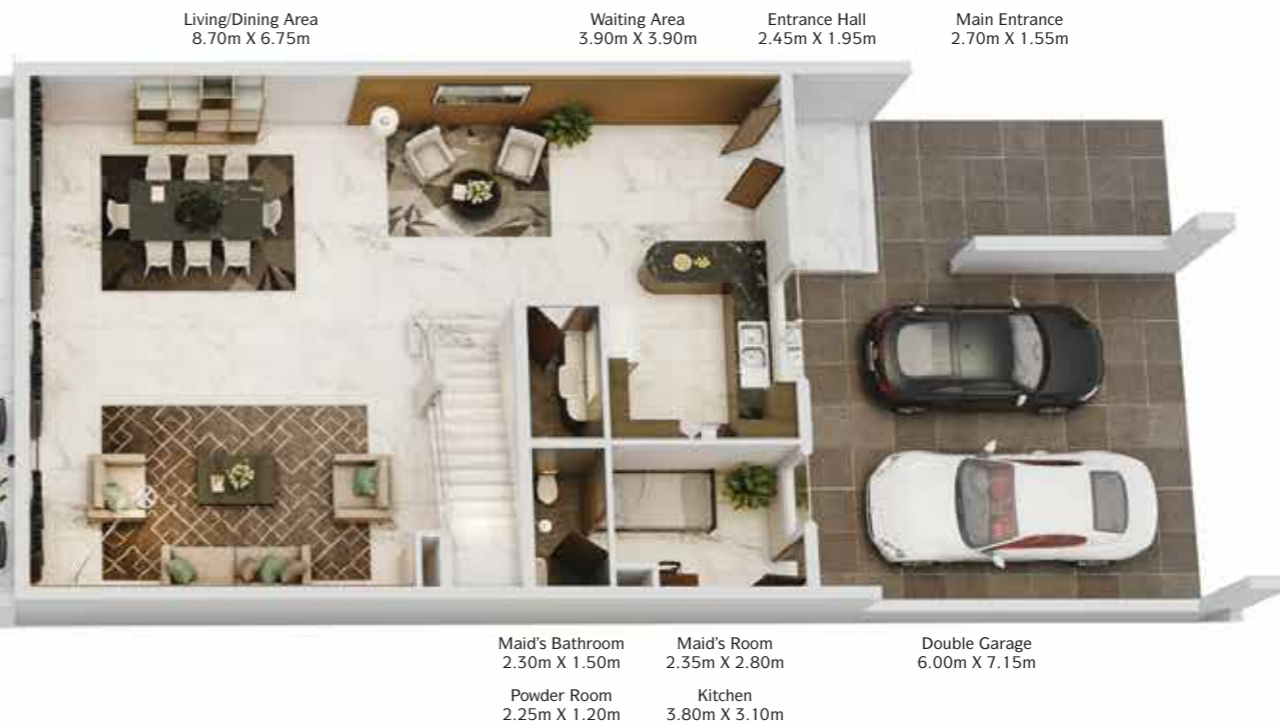 Living/Dining Area
8.70m X 6.75m
Waiting Area
3.90m X 3.90m
Entrance Hall
2.45m X 1.95m
Main Entrance
2.70m X 1.55m
Maid's Bathroom
2.30m X 1.50m
Maid's Room
2.35m X 2.80m
Double Garage
6.00m X 7.15m
Powder Room
2.25m X 1.20m
Kitchen
3.80m X 3.10m